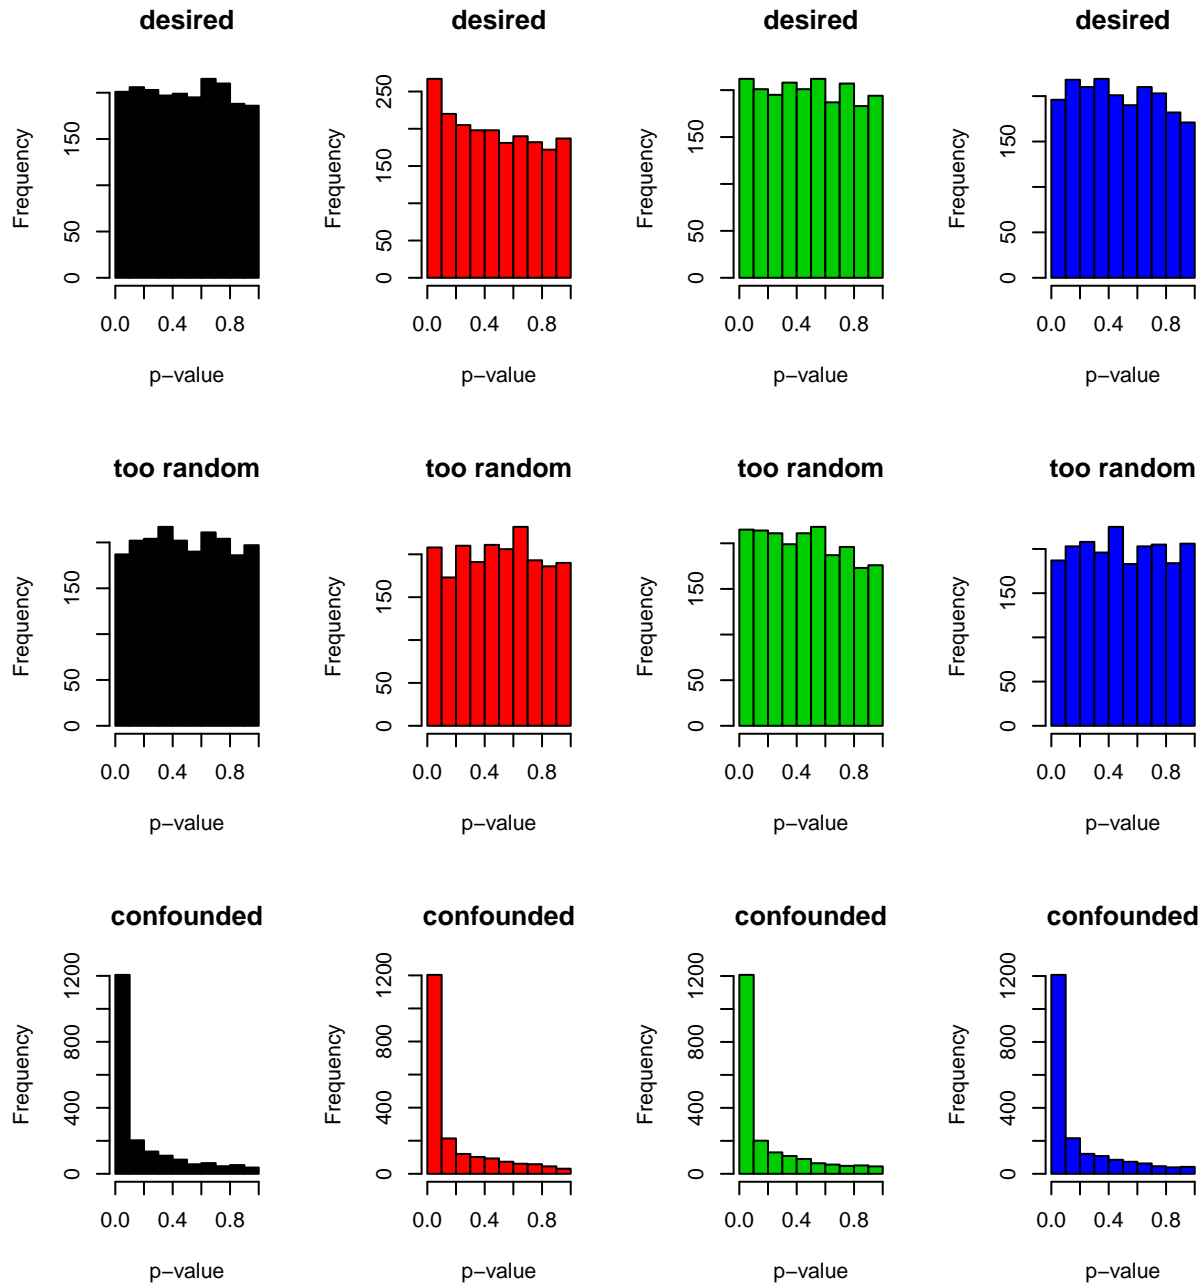 desired desired desired desired
Frequency 0 50 150 Frequency 0 50 150 250 Frequency 0 50 150 Frequency 0 50 150
0.0 0.4 0.8 0.0 0.4 0.8 0.0 0.4 0.8 0.0 0.4 0.8
p−value p−value p−value p−value
too random too random too random too random
Frequency 0 50 150 Frequency 0 50 150 Frequency 0 50 150 Frequency 0 50 150
0.0 0.4 0.8 0.0 0.4 0.8 0.0 0.4 0.8 0.0 0.4 0.8
p−value p−value p−value p−value
confounded confounded confounded confounded
Frequency 0 400 800 1200 Frequency 0 400 800 1200 Frequency 0 400 800 1200 Frequency 0 400 800 1200
0.0 0.4 0.8 0.0 0.4 0.8 0.0 0.4 0.8 0.0 0.4 0.8
p−value p−value p−value p−value